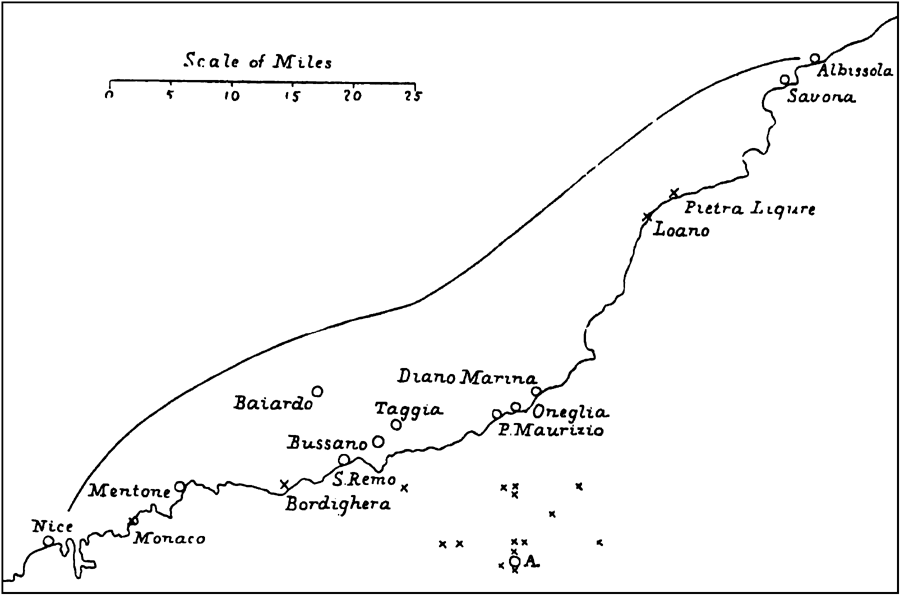 Scale of Miles
0 5 10 15 20 25
Albissola
Savona
Pietra Ligure
Loano
Diano Marina
Baiardo
Taggia
Oneglia
P. Maurizio
Bussano
S. Remo
Mentone
Bordighera
Nice
Monaco
A.